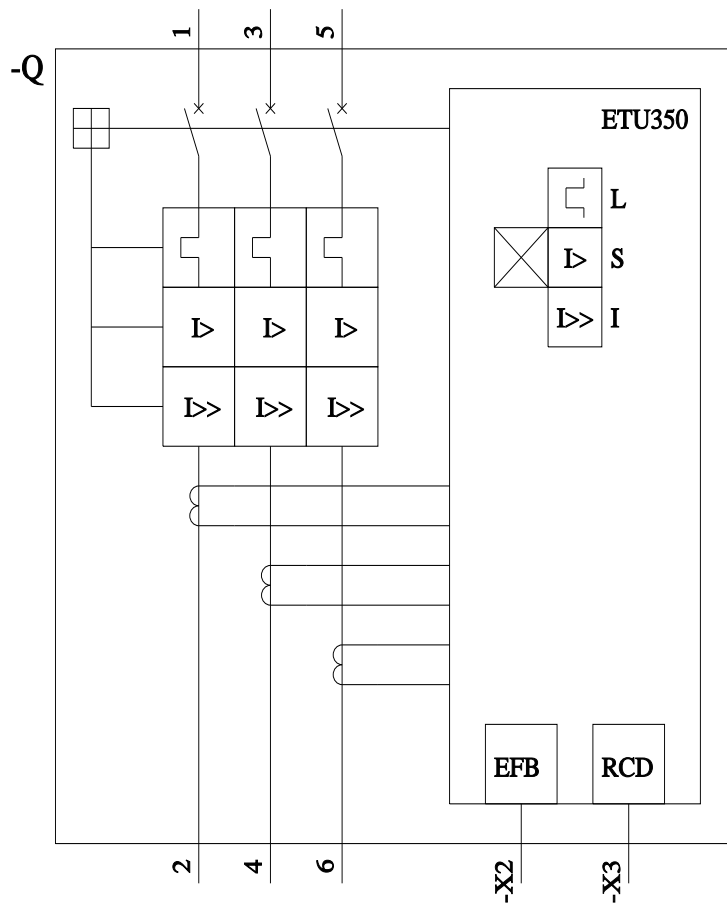 1 3 5
-Q
ETU350
L
I> S
I>> I
I> I> I>
I>> I>> I>>
EFB RCD
2 4 6 -X2 -X3